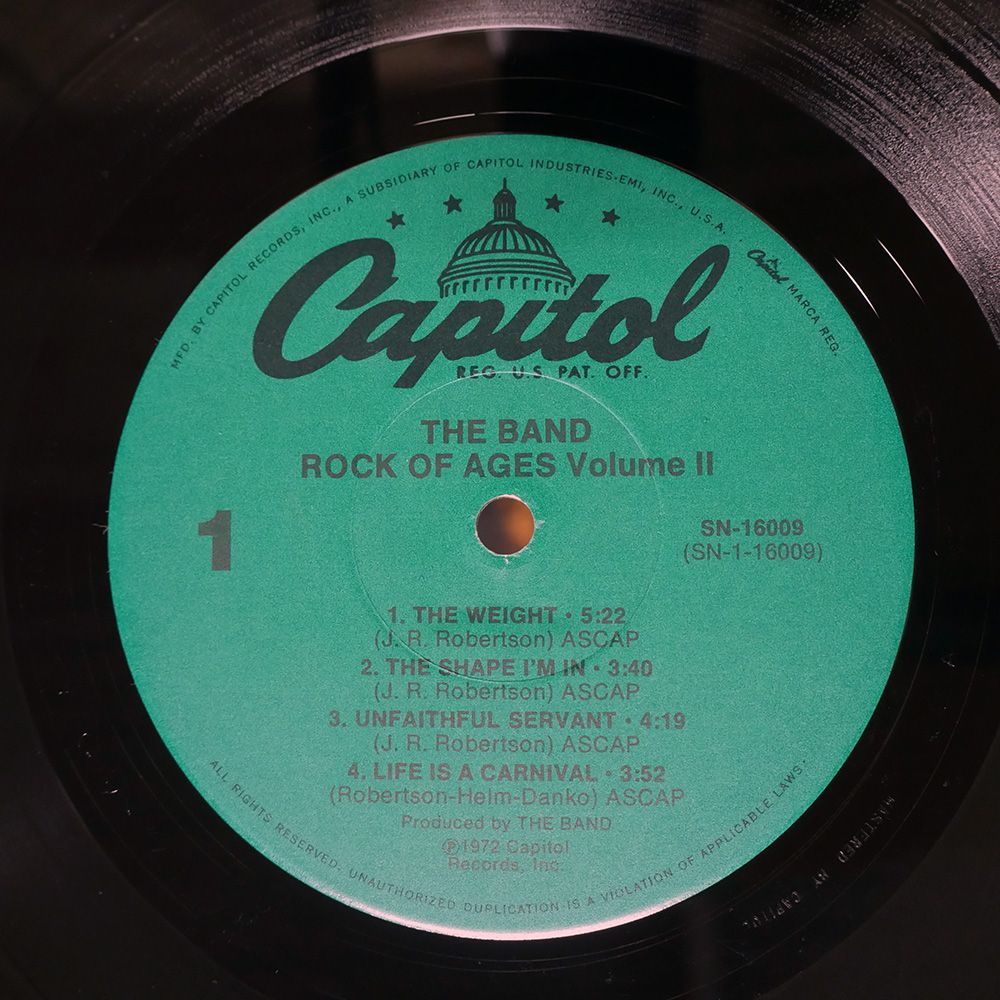 MFD. BY CAPITOL RECORDS, INC., A SUBSIDIARY OF CAPITOL INDUSTRIES-EMI, INC., U.S.A. · Capitol MARCA REG.
Capitol
REG. U.S. PAT. OFF.
THE BAND
ROCK OF AGES Volume II
1
SN-16009
(SN-1-16009)
1. THE WEIGHT · 5:22
(J. R. Robertson) ASCAP
2. THE SHAPE I'M IN · 3:40
(J. R. Robertson) ASCAP
3. UNFAITHFUL SERVANT · 4:19
(J. R. Robertson) ASCAP
4. LIFE IS A CARNIVAL · 3:52
(Robertson-Helm-Danko) ASCAP
Produced by THE BAND
Ⓟ1972 Capitol
Records, Inc.
ALL RIGHTS RESERVED. UNAUTHORIZED DUPLICATION IS A VIOLATION OF APPLICABLE LAWS.
MASTERED BY CAPITOL